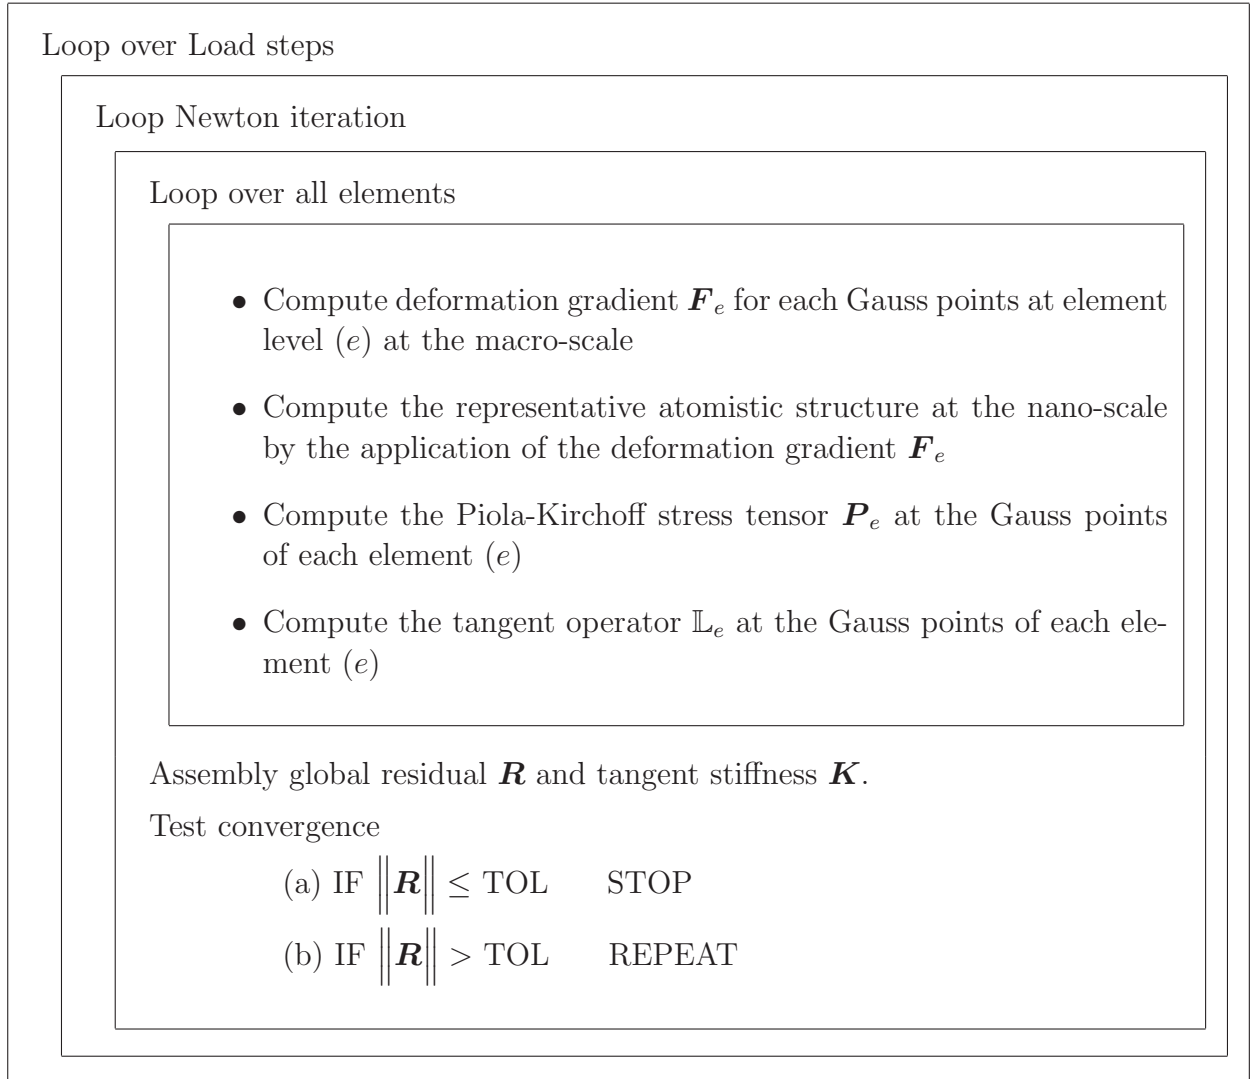 Loop over Load steps
Loop Newton iteration
Loop over all elements
• Compute deformation gradient 𝑭ₑ for each Gauss points at element
level (e) at the macro-scale
• Compute the representative atomistic structure at the nano-scale
by the application of the deformation gradient 𝑭ₑ
• Compute the Piola-Kirchoff stress tensor 𝑷ₑ at the Gauss points
of each element (e)
• Compute the tangent operator 𝕃ₑ at the Gauss points of each ele-
ment (e)
Assembly global residual 𝑹 and tangent stiffness 𝑲.
Test convergence
(a) IF ‖𝑹‖ ≤ TOL STOP
(b) IF ‖𝑹‖ > TOL REPEAT